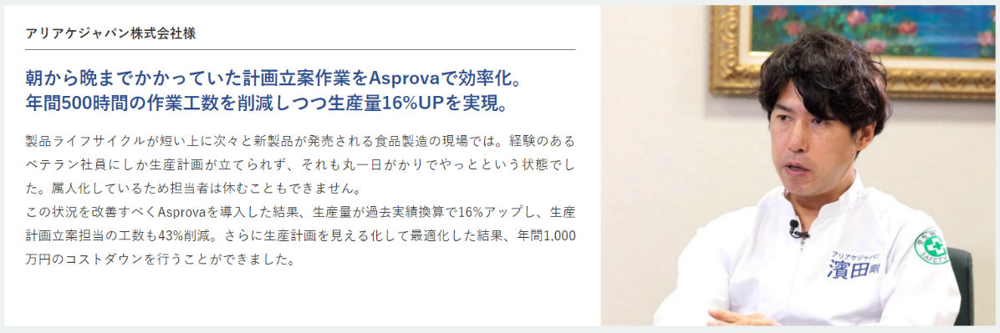 アリアケジャパン株式会社様
朝から晩までかかっていた計画立案作業をAsprovaで効率化。
年間500時間の作業工数を削減しつつ生産量16%UPを実現。
製品ライフサイクルが短い上に次々と新製品が発売される食品製造の現場では。経験のある
ベテラン社員にしか生産計画が立てられず、それも丸一日がかりでやっとという状態でし
た。属人化しているため担当者は休むこともできません。
この状況を改善すべくAsprovaを導入した結果、生産量が過去実績換算で16%アップし、生産
計画立案担当の工数も43%削減。さらに生産計画を見える化して最適化した結果、年間1,000
万円のコストダウンを行うことができました。
アリアケジャパン
濱田剛
SAFETY